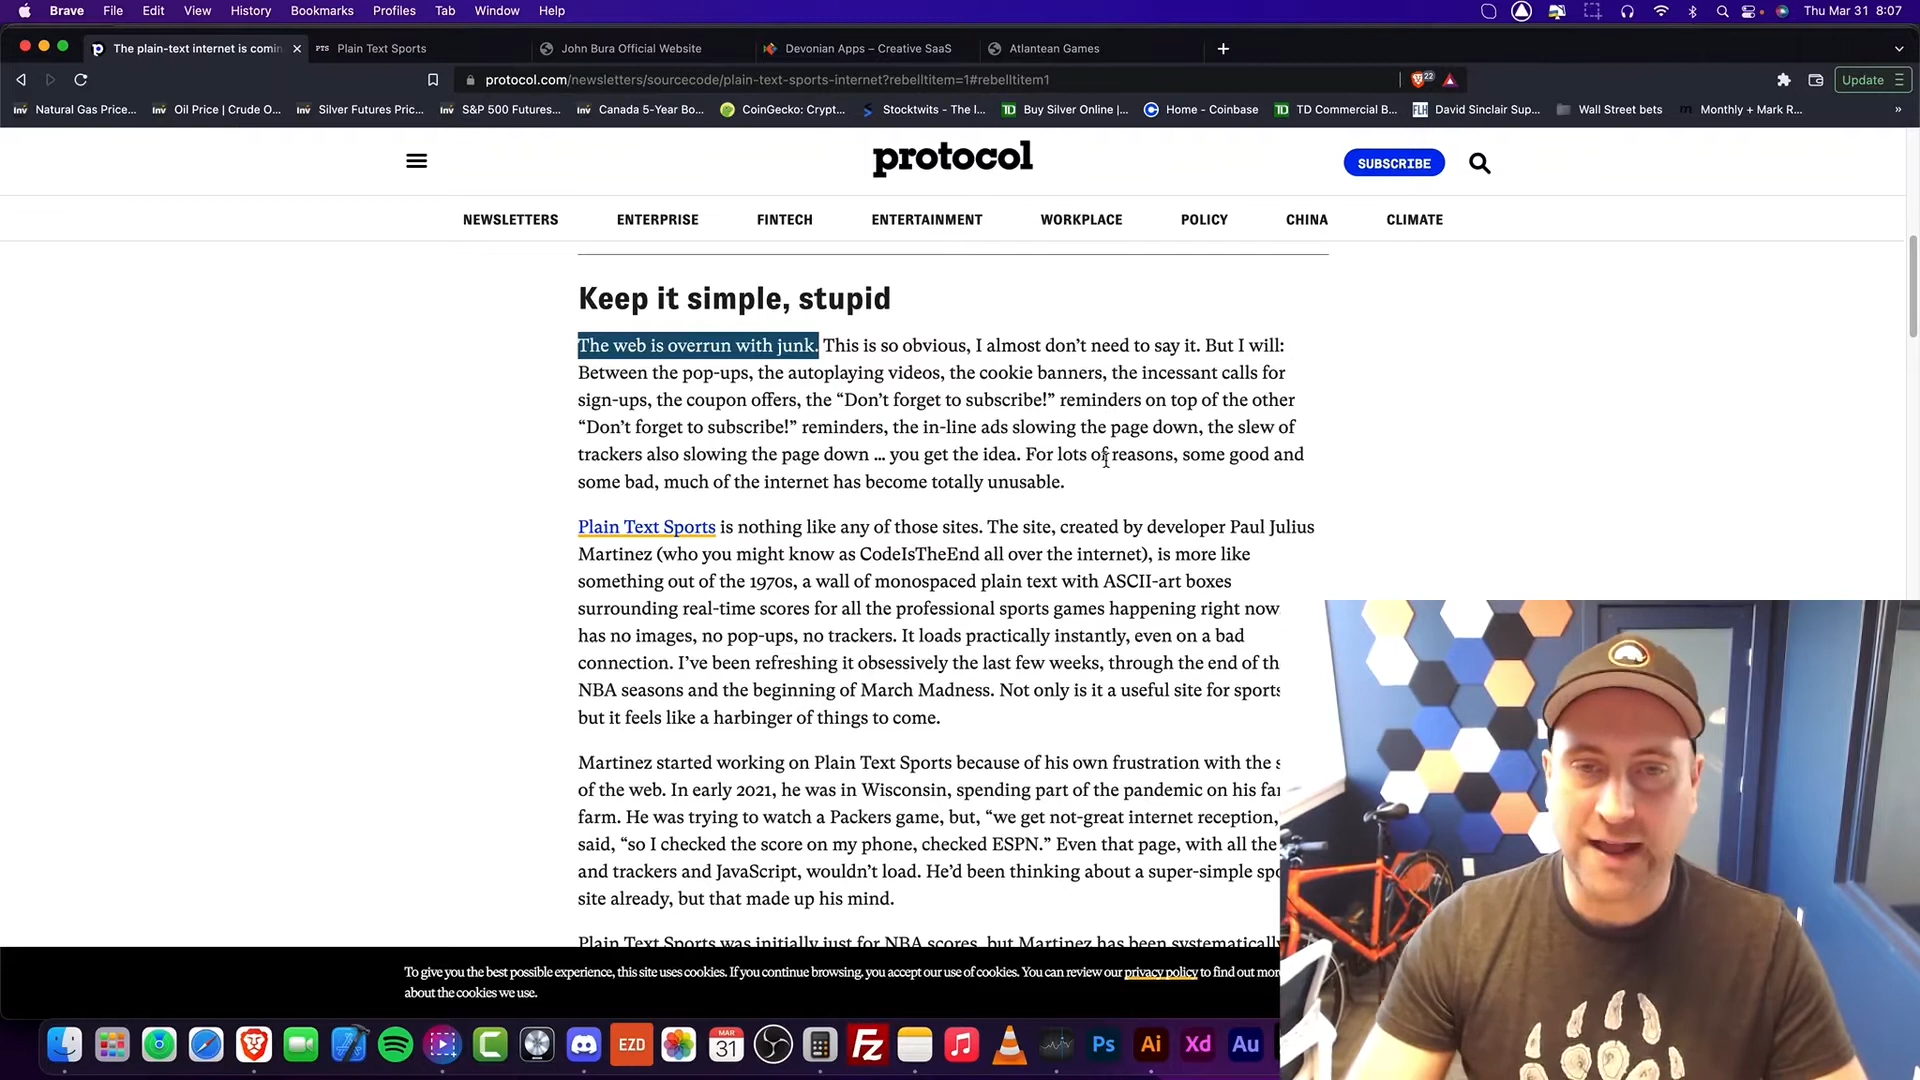 Brave File Edit View History Bookmarks Profiles Tab Window Help Thu Mar 31 8:07
The plain-text internet is comin Plain Text Sports John Bura Official Website Devonian Apps – Creative SaaS Atlantean Games
PTS
protocol.com/newsletters/sourcecode/plain-text-sports-internet?rebelltitem=1#rebelltitem1 22 Update
Natural Gas Price... Oil Price | Crude O... Silver Futures Pric... S&P 500 Futures... Canada 5-Year Bo... CoinGecko: Crypt... Stocktwits - The l... Buy Silver Online |... Home - Coinbase TD Commercial B... David Sinclair Sup... Wall Street bets Monthly + Mark R...
protocol
SUBSCRIBE
NEWSLETTERS ENTERPRISE FINTECH ENTERTAINMENT WORKPLACE POLICY CHINA CLIMATE
Keep it simple, stupid
The web is overrun with junk. This is so obvious, I almost don’t need to say it. But I will:
Between the pop-ups, the autoplaying videos, the cookie banners, the incessant calls for
sign-ups, the coupon offers, the “Don’t forget to subscribe!” reminders on top of the other
“Don’t forget to subscribe!” reminders, the in-line ads slowing the page down, the slew of
trackers also slowing the page down ... you get the idea. For lots of reasons, some good and
some bad, much of the internet has become totally unusable.
Plain Text Sports is nothing like any of those sites. The site, created by developer Paul Julius
Martinez (who you might know as CodeIsTheEnd all over the internet), is more like
something out of the 1970s, a wall of monospaced plain text with ASCII-art boxes
surrounding real-time scores for all the professional sports games happening right now
has no images, no pop-ups, no trackers. It loads practically instantly, even on a bad
connection. I’ve been refreshing it obsessively the last few weeks, through the end of th
NBA seasons and the beginning of March Madness. Not only is it a useful site for sports
but it feels like a harbinger of things to come.
Martinez started working on Plain Text Sports because of his own frustration with the s
of the web. In early 2021, he was in Wisconsin, spending part of the pandemic on his far
farm. He was trying to watch a Packers game, but, “we get not-great internet reception,
said, “so I checked the score on my phone, checked ESPN.” Even that page, with all the
and trackers and JavaScript, wouldn’t load. He’d been thinking about a super-simple spo
site already, but that made up his mind.
Plain Text Sports was initially just for NBA scores, but Martinez has been systematically
To give you the best possible experience, this site uses cookies. If you continue browsing. you accept our use of cookies. You can review our privacy policy to find out more
about the cookies we use.
EZD MAR 31 Fz Ps Ai Xd Au